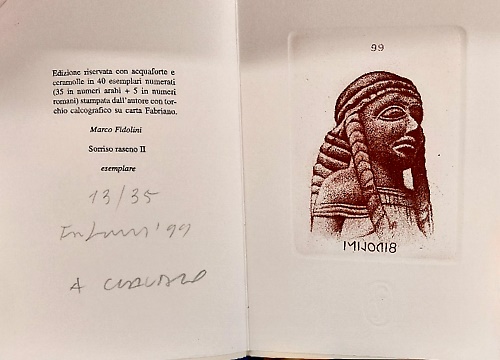 Edizione riservata con acquaforte e
ceramolle in 40 esemplari numerati
(35 in numeri arabi + 5 in numeri
romani) stampata dall'autore con tor-
chio calcografico su carta Fabriano.
Marco Fidolini
Sorriso raseno II
esemplare
13/35
'99
A
99